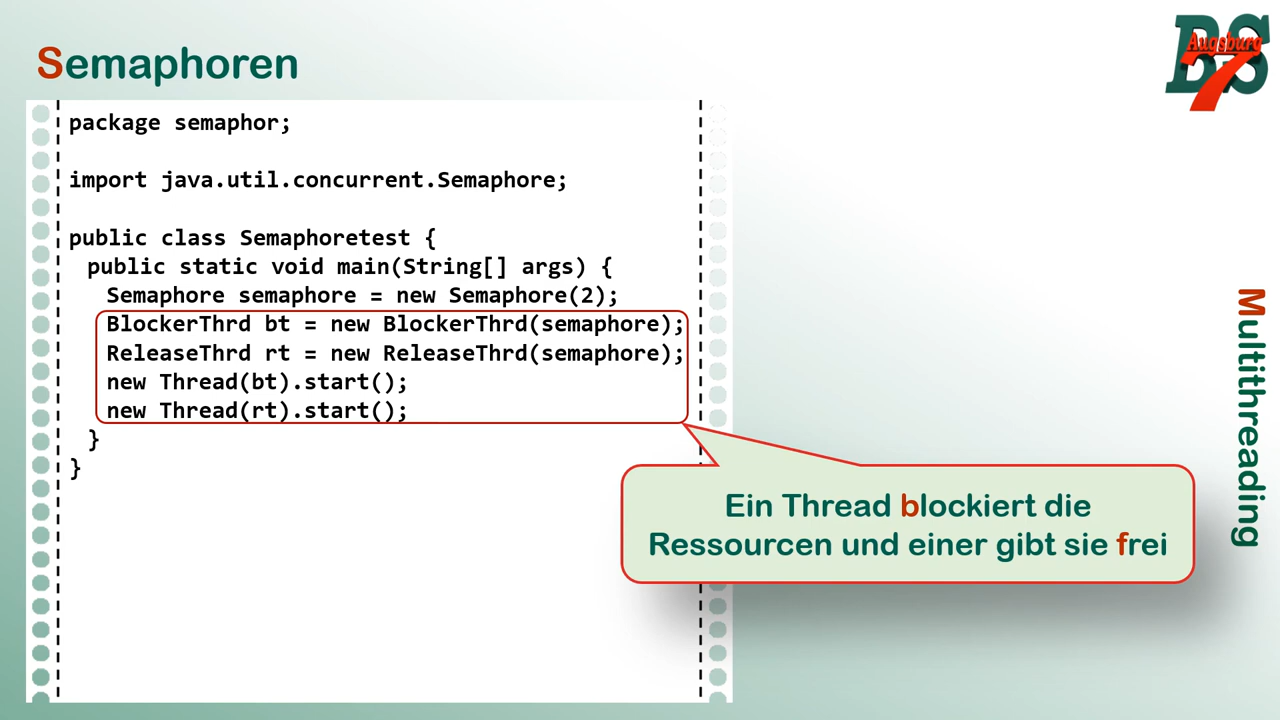 Semaphoren
BS
Augsburg
7
package semaphor;
import java.util.concurrent.Semaphore;
public class Semaphoretest {
public static void main(String[] args) {
Semaphore semaphore = new Semaphore(2);
BlockerThrd bt = new BlockerThrd(semaphore);
ReleaseThrd rt = new ReleaseThrd(semaphore);
new Thread(bt).start();
new Thread(rt).start();
}
}
Ein Thread blockiert die
Ressourcen und einer gibt sie frei
Multithreading